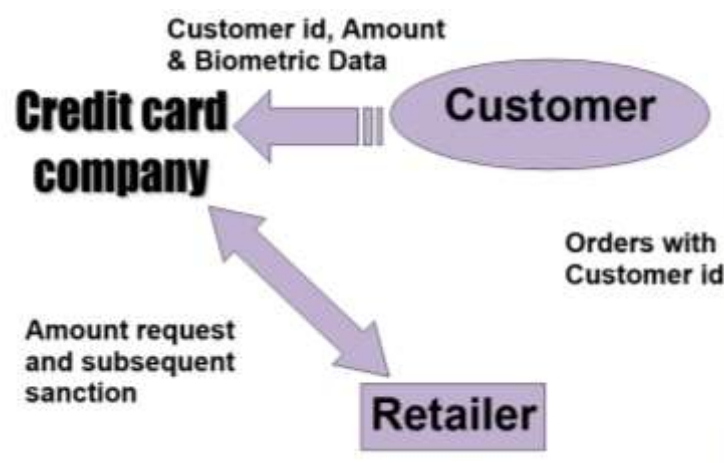 Customer id, Amount
& Biometric Data
Credit card
company
Customer
Orders with
Customer id
Amount request
and subsequent
sanction
Retailer